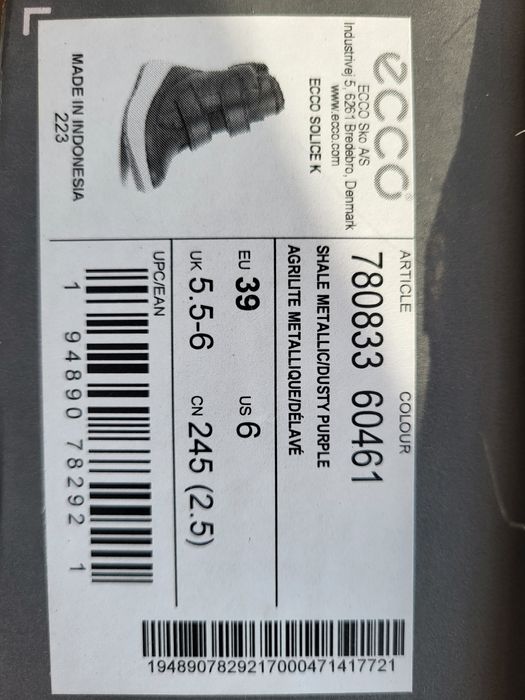 ecco
ECCO Sko A/S
Industrivej 5, 6261 Bredebro, Denmark
www.ecco.com
ECCO SOLICE K
MADE IN INDONESIA
223
ARTICLE COLOUR
780833 60461
SHALE METALLIC/DUSTY PURPLE
AGRILITE METALLIQUE/DÉLAVÉ
EU 39 US 6
UK 5.5-6 CN 245 (2.5)
UPC/EAN
1 94890 78292 1
1948907829217000471417721